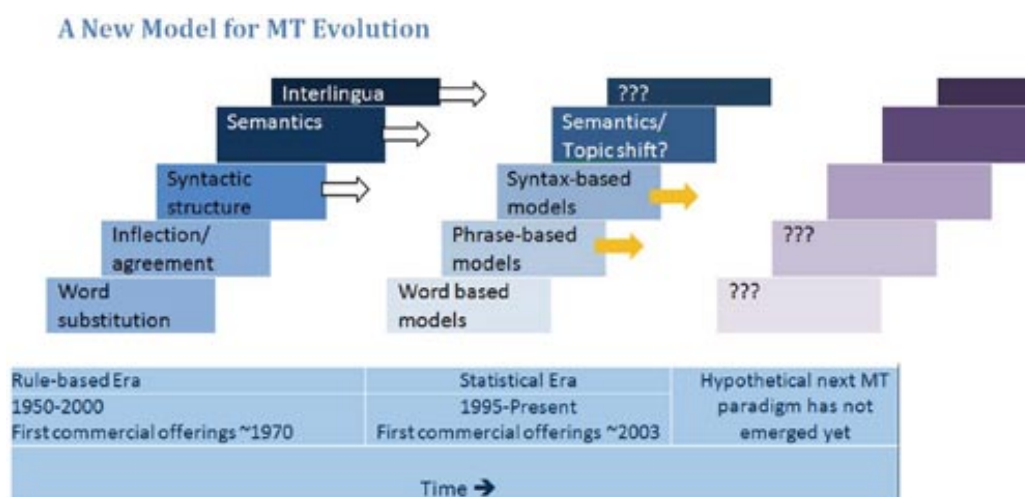 A New Model for MT Evolution
Interlingua
Semantics
Syntactic
structure
Inflection/
agreement
Word
substitution
???
Semantics/
Topic shift?
Syntax-based
models
Phrase-based
models
Word based
models
???
???
Rule-based Era
1950-2000
First commercial offerings ~1970
Statistical Era
1995-Present
First commercial offerings ~2003
Hypothetical next MT
paradigm has not
emerged yet
Time →